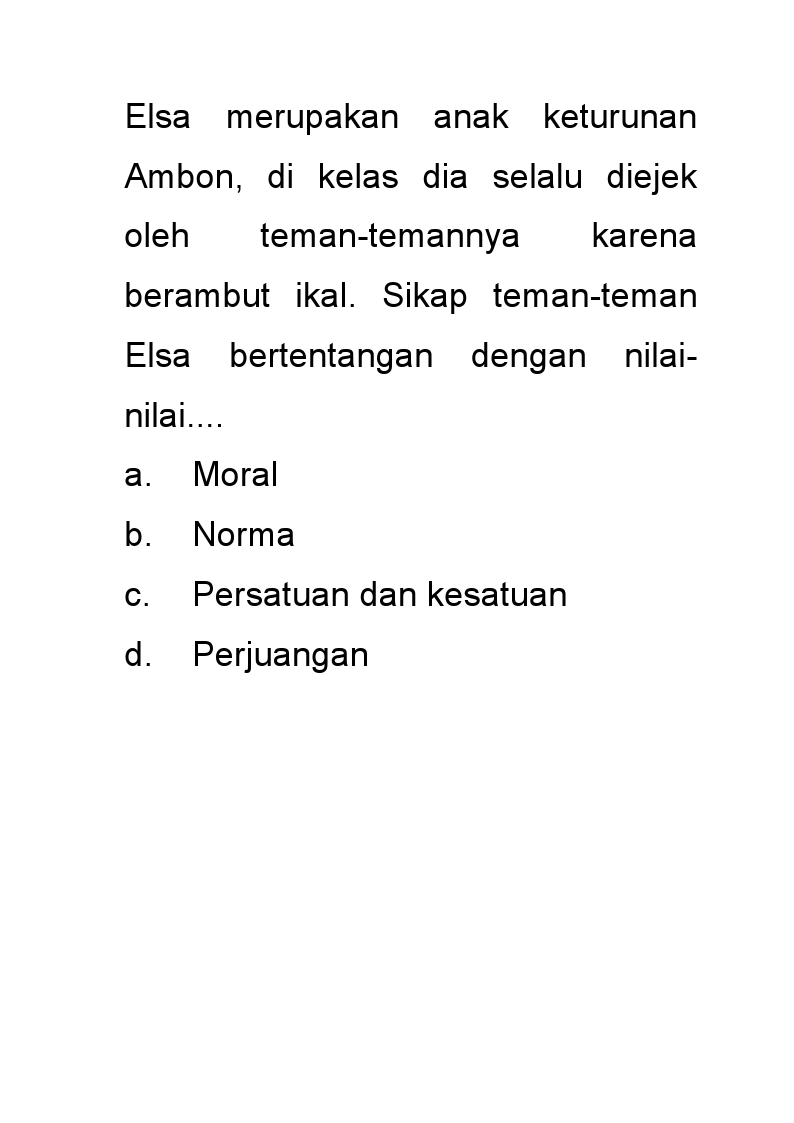 Elsa merupakan anak keturunan
Ambon, di kelas dia selalu diejek
oleh teman-temannya karena
berambut ikal. Sikap teman-teman
Elsa bertentangan dengan nilai-
nilai....
a. Moral
b. Norma
c. Persatuan dan kesatuan
d. Perjuangan